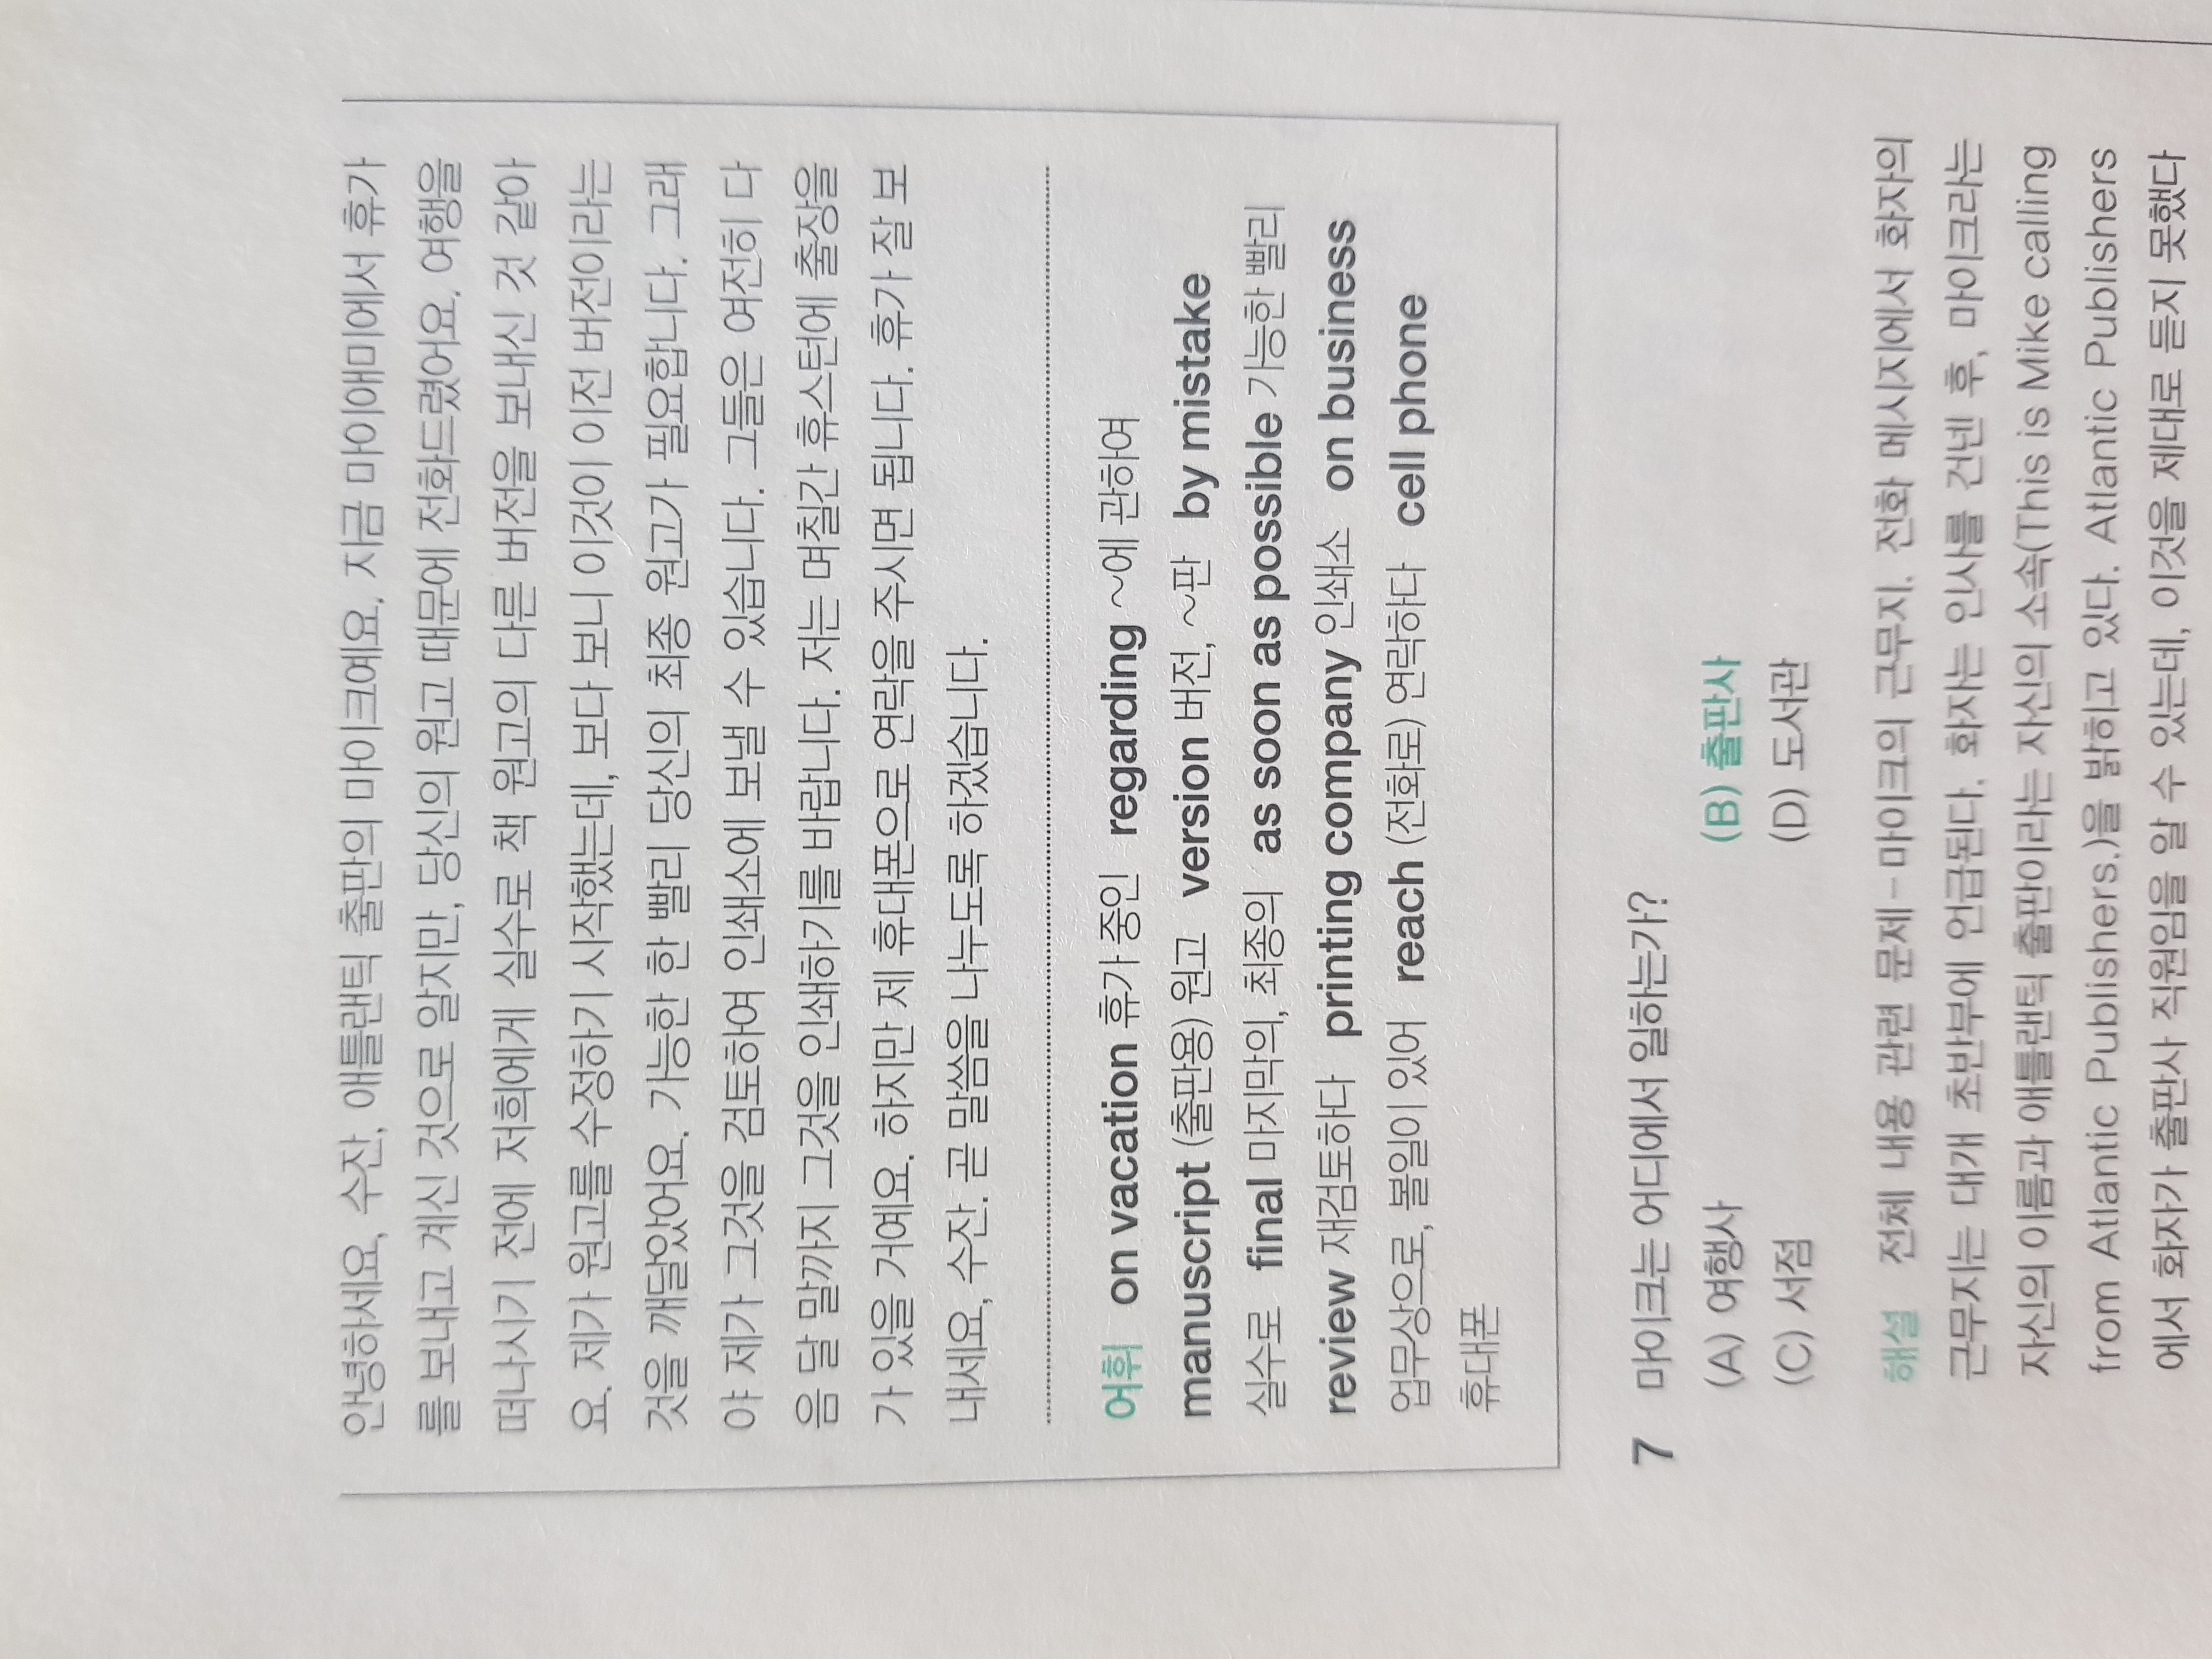 안녕하세요, 수잔, 애틀랜틱 출판의 마이크예요. 지금 마이애미에서 휴가
를 보내고 계신 것으로 알지만, 당신의 원고 때문에 전화드렸어요. 여행을
떠나시기 전에 저희에게 실수로 책 원고의 다른 버전을 보내신 것 같아
요. 제가 원고를 수정하기 시작했는데, 보다 보니 이것이 이전 버전이라는
것을 깨달았어요. 가능한 한 빨리 당신의 최종 원고가 필요합니다. 그래
야 제가 그것을 검토하여 인쇄소에 보낼 수 있습니다. 그들은 여전히 다
음 달 말까지 그것을 인쇄하기를 바랍니다. 저는 며칠간 휴스턴에 출장을
가 있을 거예요. 하지만 제 휴대폰으로 연락을 주시면 됩니다. 휴가 잘 보
내세요, 수잔. 곧 말씀을 나누도록 하겠습니다.
어휘 on vacation 휴가 중인 regarding ~에 관하여
manuscript (출판용) 원고 version 버전, ~판 by mistake
실수로 final 마지막의, 최종의 as soon as possible 가능한 빨리
review 재검토하다 printing company 인쇄소 on business
업무상으로, 볼일이 있어 reach (전화로) 연락하다 cell phone
휴대폰
7 마이크는 어디에서 일하는가?
(A) 여행사 (B) 출판사
(C) 서점 (D) 도서관
해설 전체 내용 관련 문제-마이크의 근무지. 전화 메시지에서 화자의
근무지는 대개 초반부에 언급된다. 화자는 인사를 건넨 후, 마이크라는
자신의 이름과 애틀랜틱 출판이라는 자신의 소속(This is Mike calling
from Atlantic Publishers.)을 밝히고 있다. Atlantic Publishers
에서 화자가 출판사 직원임을 알 수 있는데, 이것을 제대로 듣지 못했다